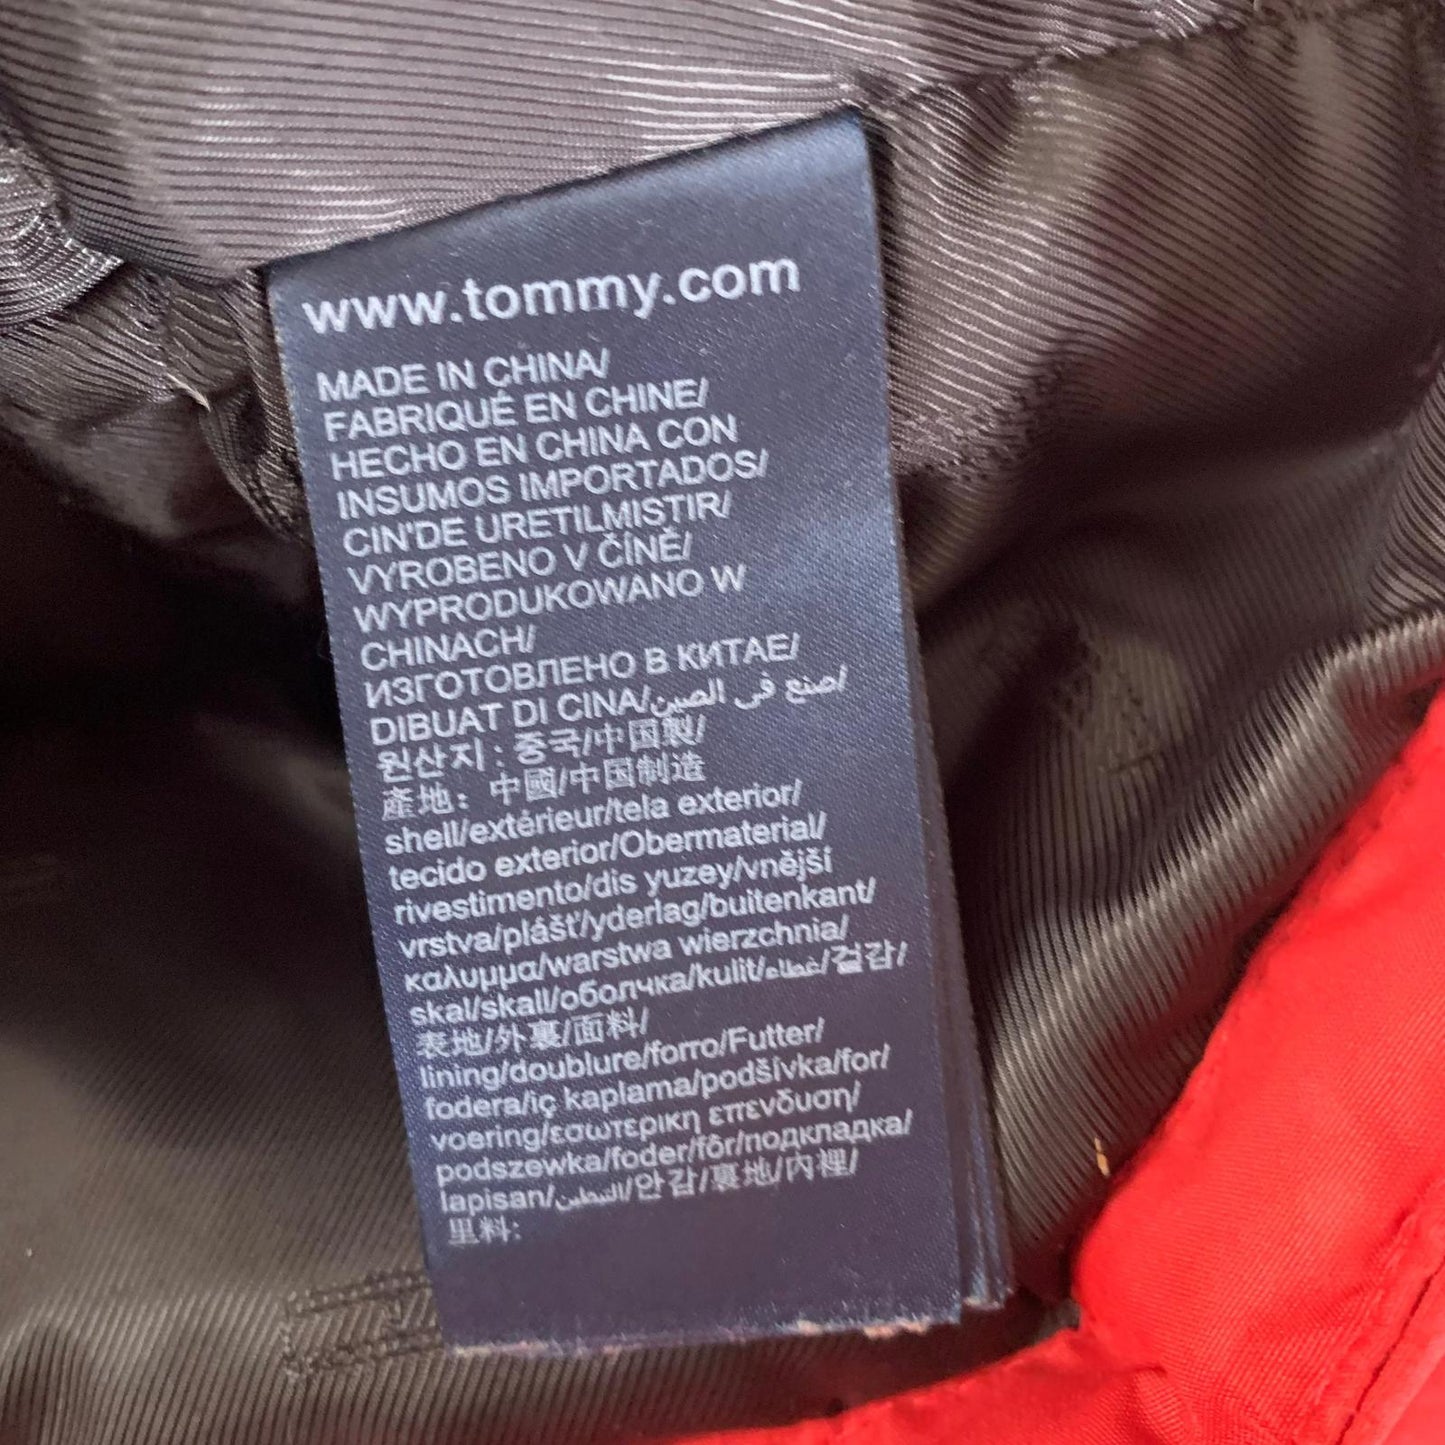 www.tommy.com
MADE IN CHINA/
FABRIQUÉ EN CHINE/
HECHO EN CHINA CON
INSUMOS IMPORTADOS/
CIN'DE URETILMISTIR/
VYROBENO V ČÍNĚ/
WYPRODUKOWANO W
CHINACH/
ИЗГОТОВЛЕНО В КИТАЕ/
DIBUAT DI CINA/صنع في الصين/
원산지 : 중국/中国製/
產地: 中國/中国制造
shell/extérieur/tela exterior/
tecido exterior/Obermaterial/
rivestimento/dis yuzey/vnější
vrstva/plášť/yderlag/buitenkant/
καλυμμα/warstwa wierzchnia/
skal/skall/оболчка/kulit/غطاء/겉감/
表地/外裏/面料/
lining/doublure/forro/Futter/
fodera/iç kaplama/podšívka/for/
voering/εσωτερικη επενδυση/
podszewka/foder/fôr/подкладка/
lapisan/التبطين/안감/裏地/內裡/
里料: